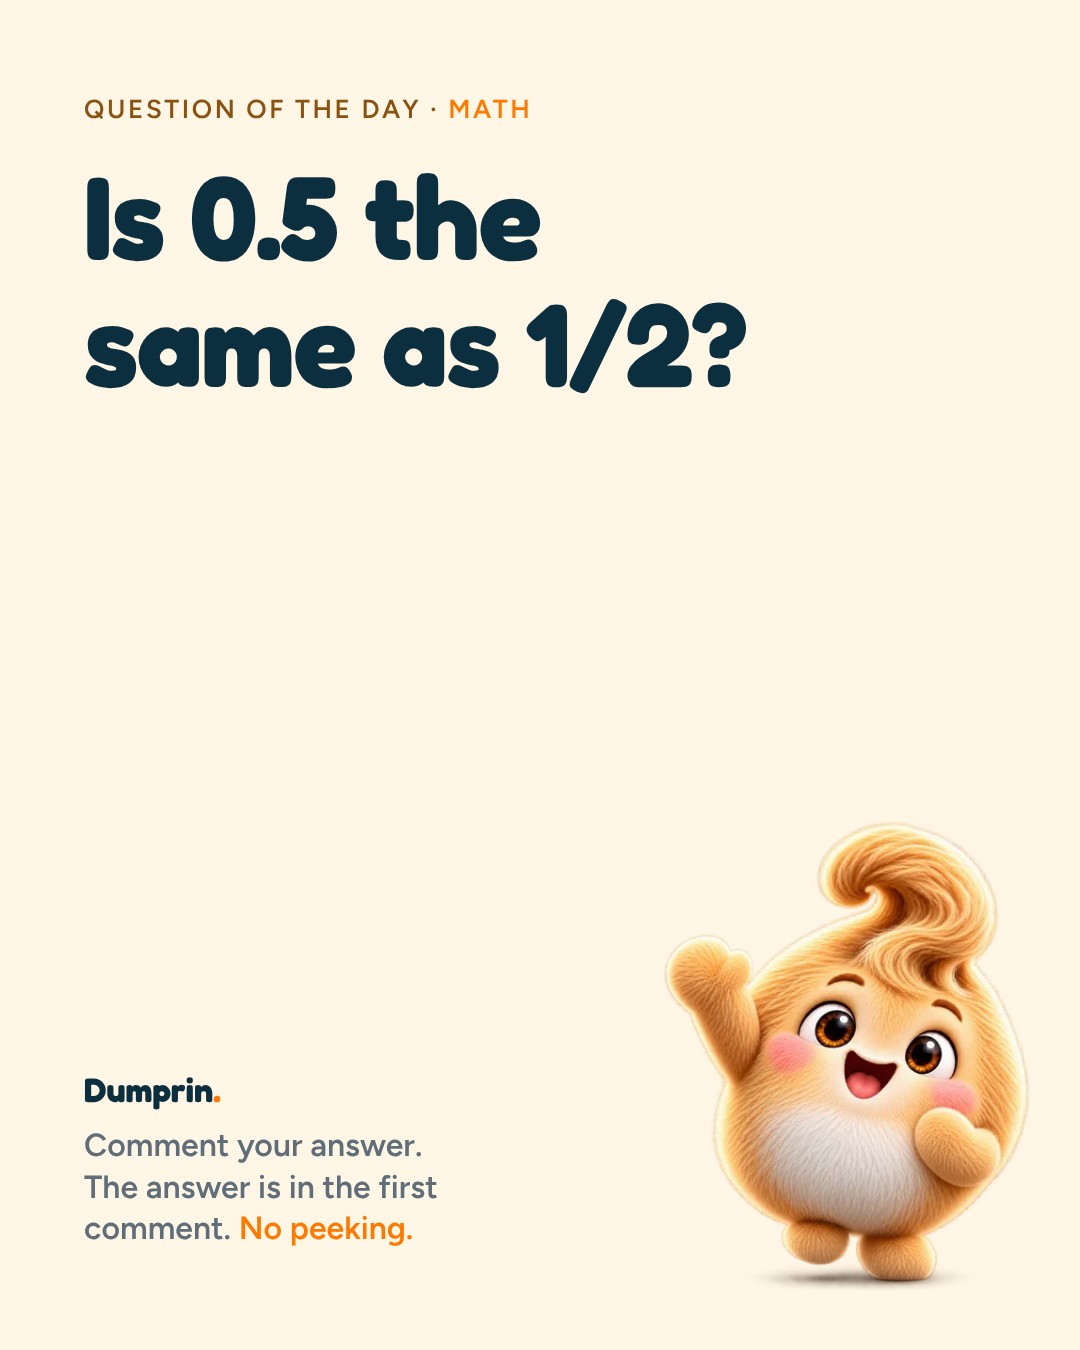 QUESTION OF THE DAY · MATH
Is 0.5 the
same as 1/2?
Dumprin.
Comment your answer.
The answer is in the first
comment. No peeking.